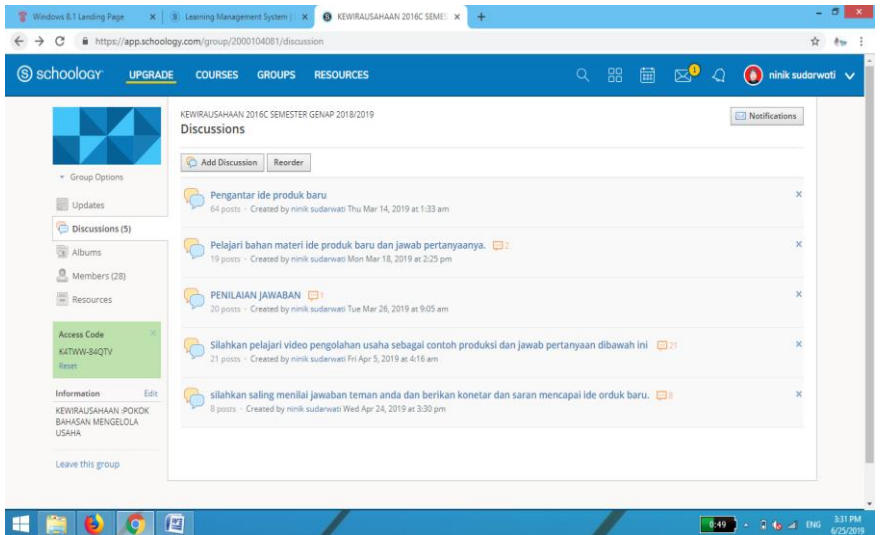 Windows 8.1 Landing Page
Learning Management System |
KEWIRAUSAHAAN 2016C SEMES
https://app.schoology.com/group/2000104081/discussion
S schoology UPGRADE COURSES GROUPS RESOURCES 1 ninik sudarwati
KEWIRAUSAHAAN 2016C SEMESTER GENAP 2018/2019
Discussions
Notifications
Add Discussion Reorder
Group Options
Updates
Discussions (5)
Albums
Members (28)
Resources
Access Code
K4TWW-84QTV
Reset
Information Edit
KEWIRAUSAHAAN :POKOK
BAHASAN MENGELOLA
USAHA
Leave this group
Pengantar ide produk baru
64 posts · Created by ninik sudarwati Thu Mar 14, 2019 at 1:33 am
Pelajari bahan materi ide produk baru dan jawab pertanyaanya. 2
19 posts · Created by ninik sudarwati Mon Mar 18, 2019 at 2:25 pm
PENILAIAN JAWABAN 1
20 posts · Created by ninik sudarwati Tue Mar 26, 2019 at 9:05 am
Silahkan pelajari video pengolahan usaha sebagai contoh produksi dan jawab pertanyaan dibawah ini 21
21 posts · Created by ninik sudarwati Fri Apr 5, 2019 at 4:16 am
silahkan saling menilai jawaban teman anda dan berikan konetar dan saran mencapai ide orduk baru. 8
8 posts · Created by ninik sudarwati Wed Apr 24, 2019 at 3:30 pm
0:49 ENG 3:31 PM
6/25/2019